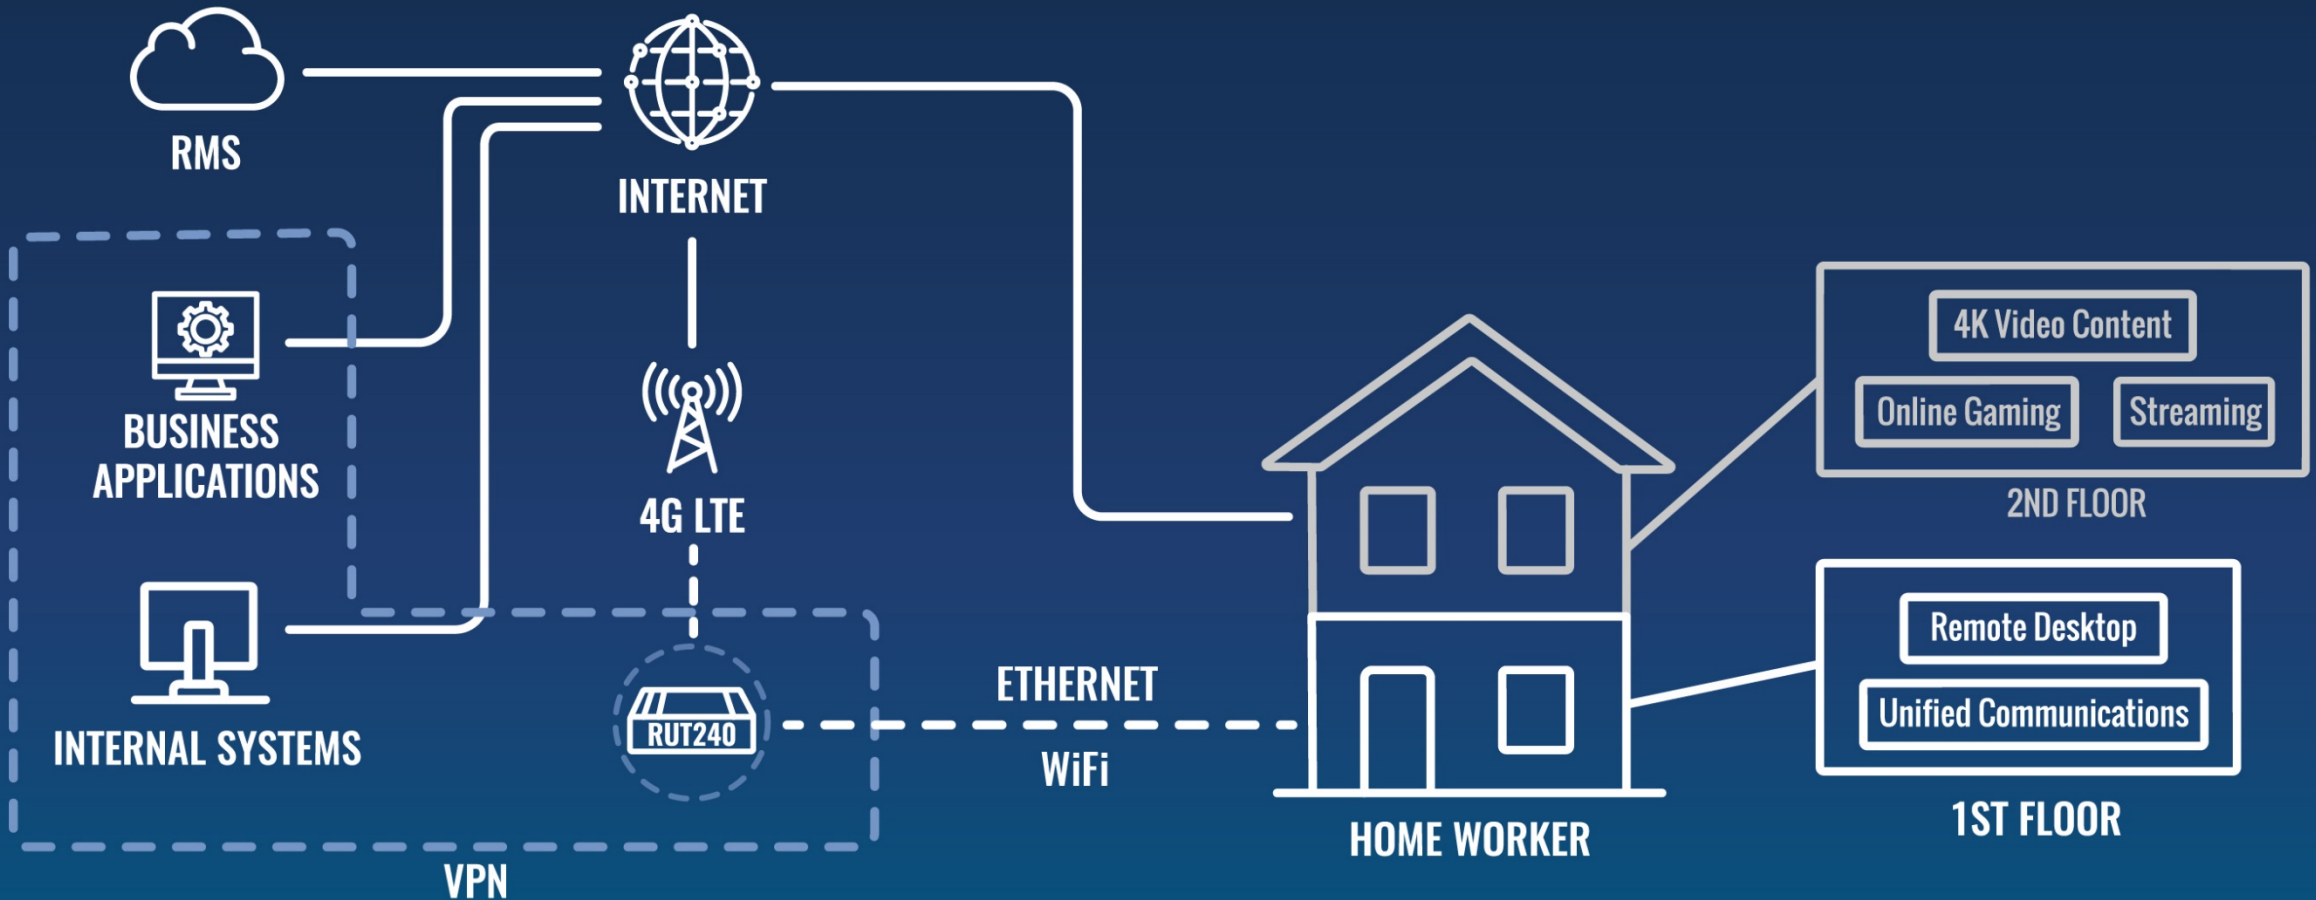 RMS
INTERNET
BUSINESS
APPLICATIONS
4G LTE
INTERNAL SYSTEMS
RUT240
VPN
ETHERNET
WiFi
HOME WORKER
4K Video Content
Online Gaming
Streaming
2ND FLOOR
Remote Desktop
Unified Communications
1ST FLOOR